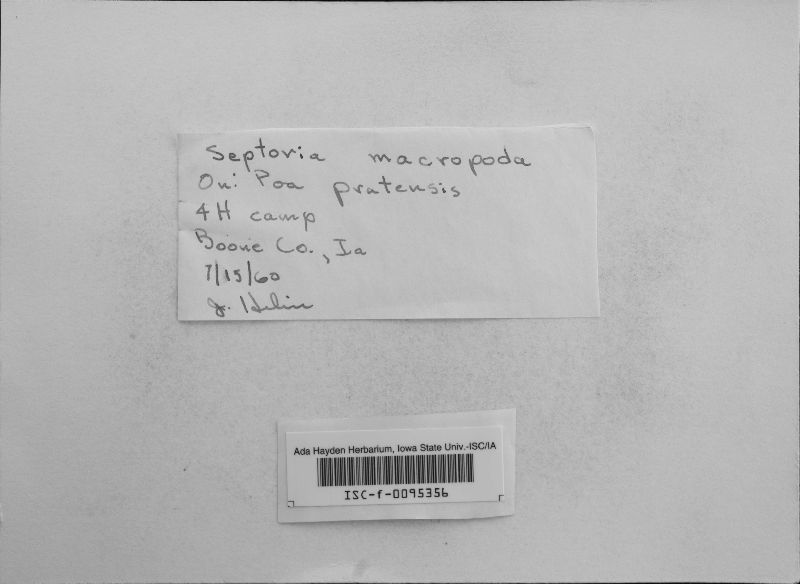 Septoria macropoda
On: Poa pratensis
4H camp
Boone Co., Ia
7/15/60
J.
Ada Hayden Herbarium, Iowa State Univ.-ISC/IA
ISC-f-0095356